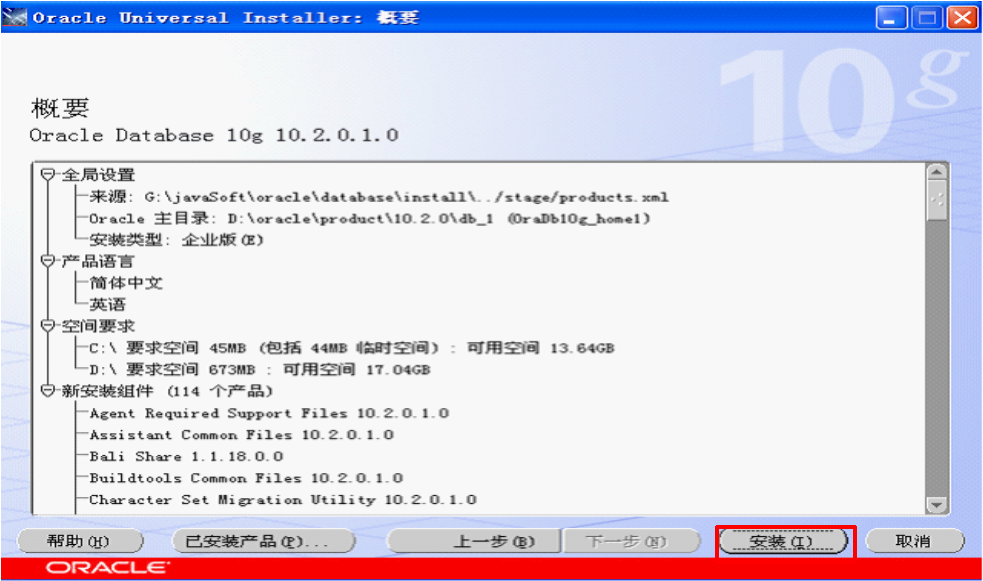 Oracle Universal Installer: 概要
10g
概要
Oracle Database 10g 10.2.0.1.0
全局设置
来源: G:\javaSoft\oracle\database\install\../stage/products.xml
Oracle 主目录: D:\oracle\product\10.2.0\db_1 (OraDb10g_home1)
安装类型: 企业版(E)
产品语言
简体中文
英语
空间要求
C:\ 要求空间 45MB (包括 44MB 临时空间) : 可用空间 13.64GB
D:\ 要求空间 673MB : 可用空间 17.04GB
新安装组件 (114 个产品)
Agent Required Support Files 10.2.0.1.0
Assistant Common Files 10.2.0.1.0
Bali Share 1.1.18.0.0
Buildtools Common Files 10.2.0.1.0
Character Set Migration Utility 10.2.0.1.0
帮助(H) 已安装产品(P)... 上一步(B) 下一步(N) 安装(I) 取消
ORACLE